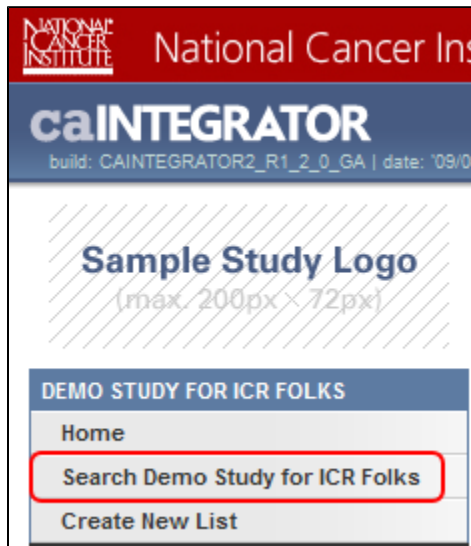 NATIONAL
CANCER
INSTITUTE
National Cancer Ins
caINTEGRATOR
build: CAINTEGRATOR2_R1_2_0_GA | date: '09/0
Sample Study Logo
(max. 200px × 72px)
DEMO STUDY FOR ICR FOLKS
Home
Search Demo Study for ICR Folks
Create New List